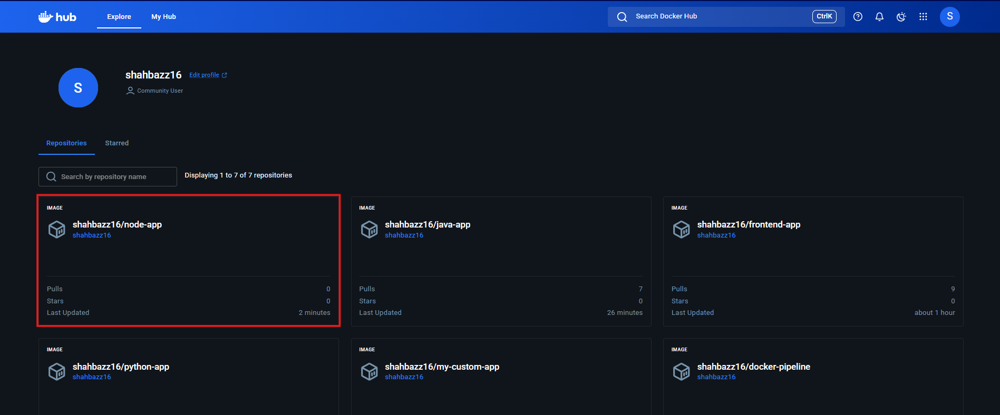 hub Explore My Hub Search Docker Hub CtrlK S
S
shahbazz16 Edit profile
Community User
Repositories Starred
Search by repository name Displaying 1 to 7 of 7 repositories
IMAGE
shahbazz16/node-app
shahbazz16
Pulls 0
Stars 0
Last Updated 2 minutes
IMAGE
shahbazz16/java-app
shahbazz16
Pulls 7
Stars 0
Last Updated 26 minutes
IMAGE
shahbazz16/frontend-app
shahbazz16
Pulls 9
Stars 0
Last Updated about 1 hour
IMAGE
shahbazz16/python-app
shahbazz16
IMAGE
shahbazz16/my-custom-app
shahbazz16
IMAGE
shahbazz16/docker-pipeline
shahbazz16